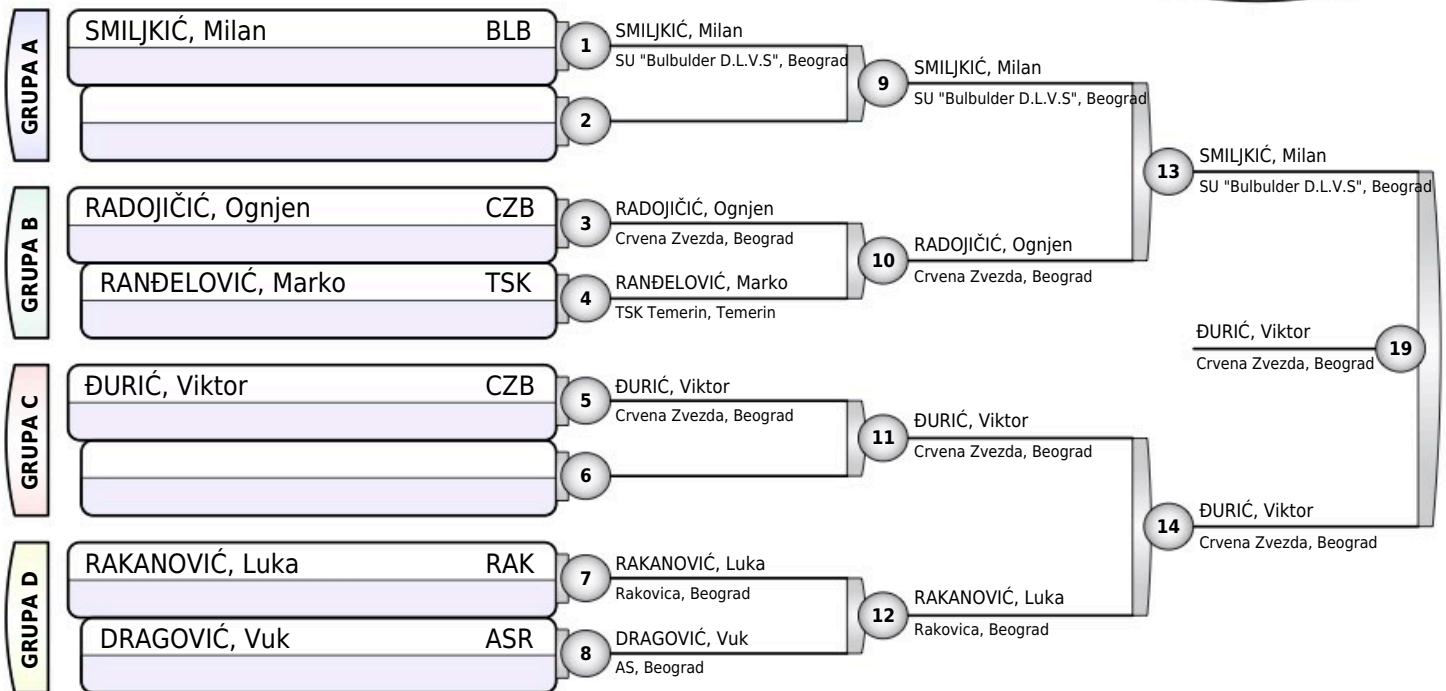 GRUPA A
SMILJKIĆ, Milan BLB
1
SMILJKIĆ, Milan
SU "Bulbulder D.L.V.S", Beograd
2
9
SMILJKIĆ, Milan
SU "Bulbulder D.L.V.S", Beograd
GRUPA B
RADOJIČIĆ, Ognjen CZB
3
RADOJIČIĆ, Ognjen
Crvena Zvezda, Beograd
RANĐELOVIĆ, Marko TSK
4
RANĐELOVIĆ, Marko
TSK Temerin, Temerin
10
RADOJIČIĆ, Ognjen
Crvena Zvezda, Beograd
13
SMILJKIĆ, Milan
SU "Bulbulder D.L.V.S", Beograd
GRUPA C
ĐURIĆ, Viktor CZB
5
ĐURIĆ, Viktor
Crvena Zvezda, Beograd
6
11
ĐURIĆ, Viktor
Crvena Zvezda, Beograd
GRUPA D
RAKANOVIĆ, Luka RAK
7
RAKANOVIĆ, Luka
Rakovica, Beograd
DRAGOVIĆ, Vuk ASR
8
DRAGOVIĆ, Vuk
AS, Beograd
12
RAKANOVIĆ, Luka
Rakovica, Beograd
14
ĐURIĆ, Viktor
Crvena Zvezda, Beograd
ĐURIĆ, Viktor
Crvena Zvezda, Beograd
19